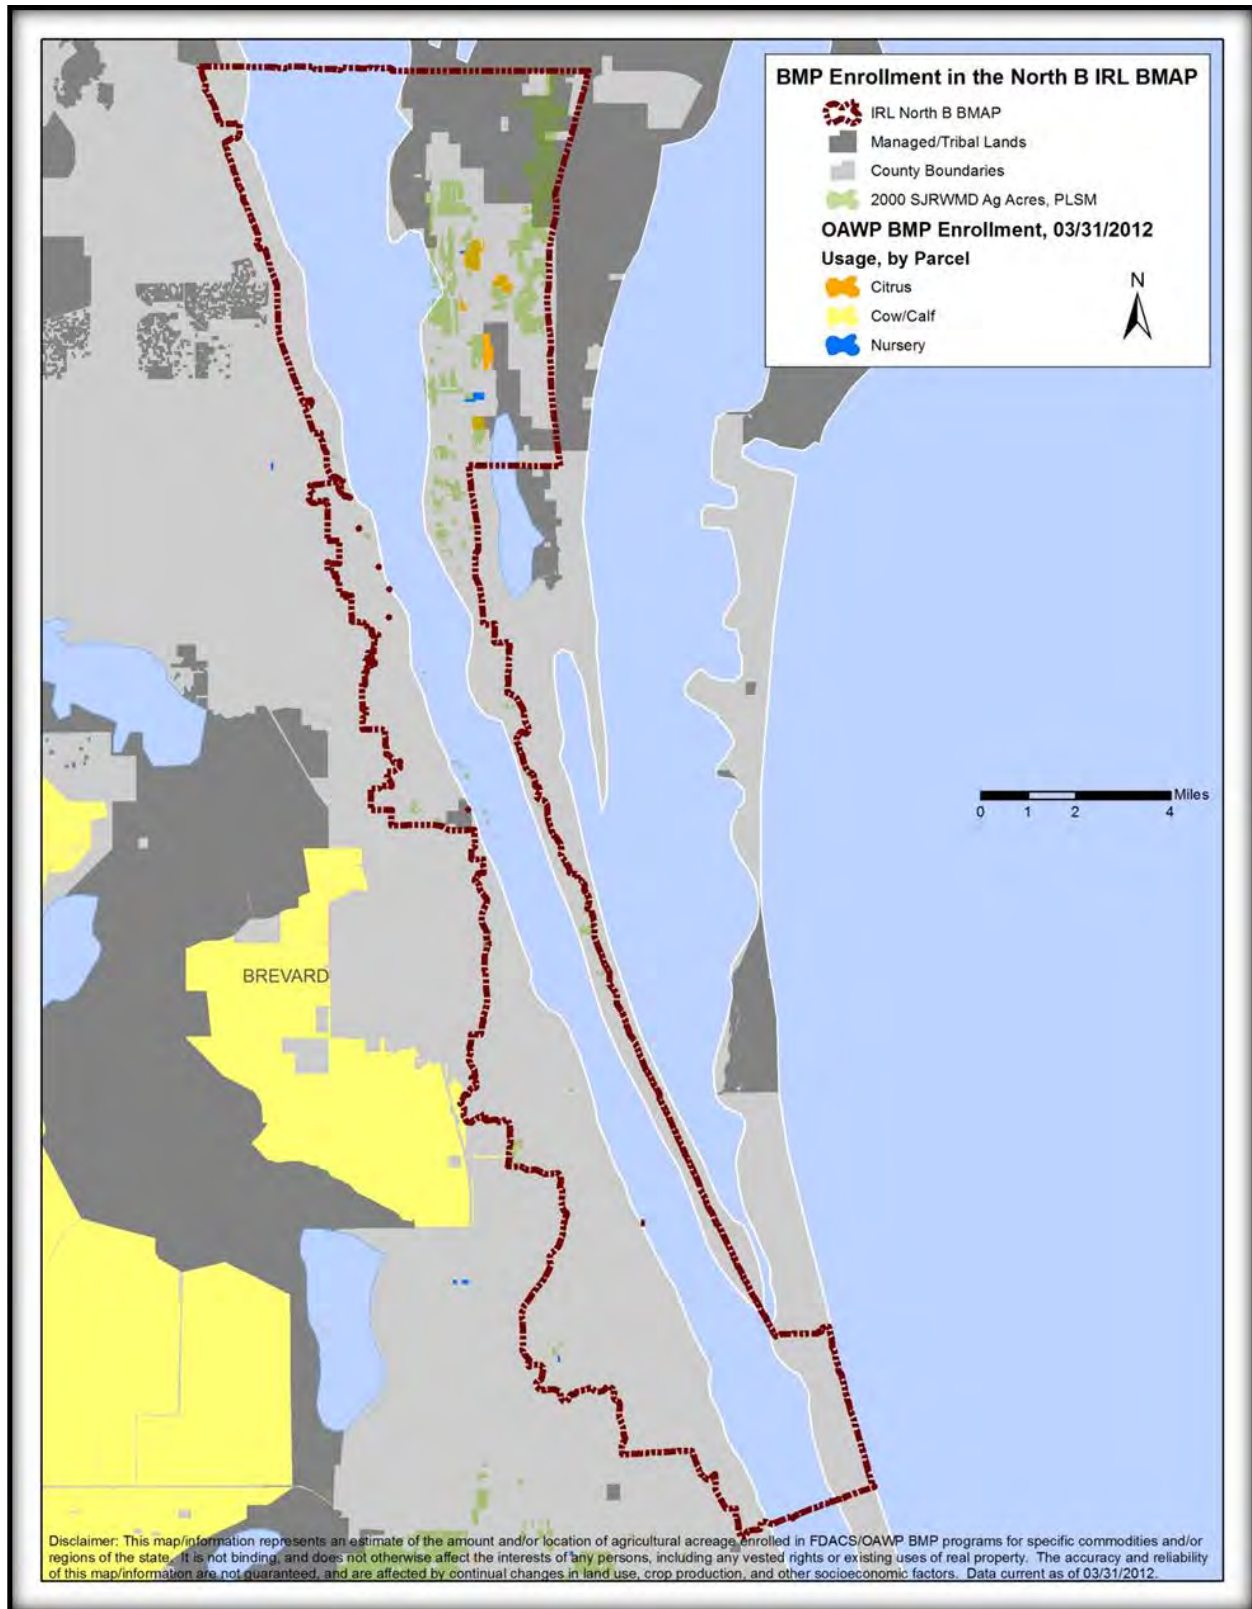 BMP Enrollment in the North B IRL BMAP
IRL North B BMAP
Managed/Tribal Lands
County Boundaries
2000 SJRWMD Ag Acres, PLSM
OAWP BMP Enrollment, 03/31/2012
Usage, by Parcel
Citrus
Cow/Calf
Nursery
N
Miles
0 1 2 4
BREVARD
Disclaimer: This map/information represents an estimate of the amount and/or location of agricultural acreage enrolled in FDACS/OAWP BMP programs for specific commodities and/or
regions of the state. It is not binding, and does not otherwise affect the interests of any persons, including any vested rights or existing uses of real property. The accuracy and reliability
of this map/information are not guaranteed, and are affected by continual changes in land use, crop production, and other socioeconomic factors. Data current as of 03/31/2012.